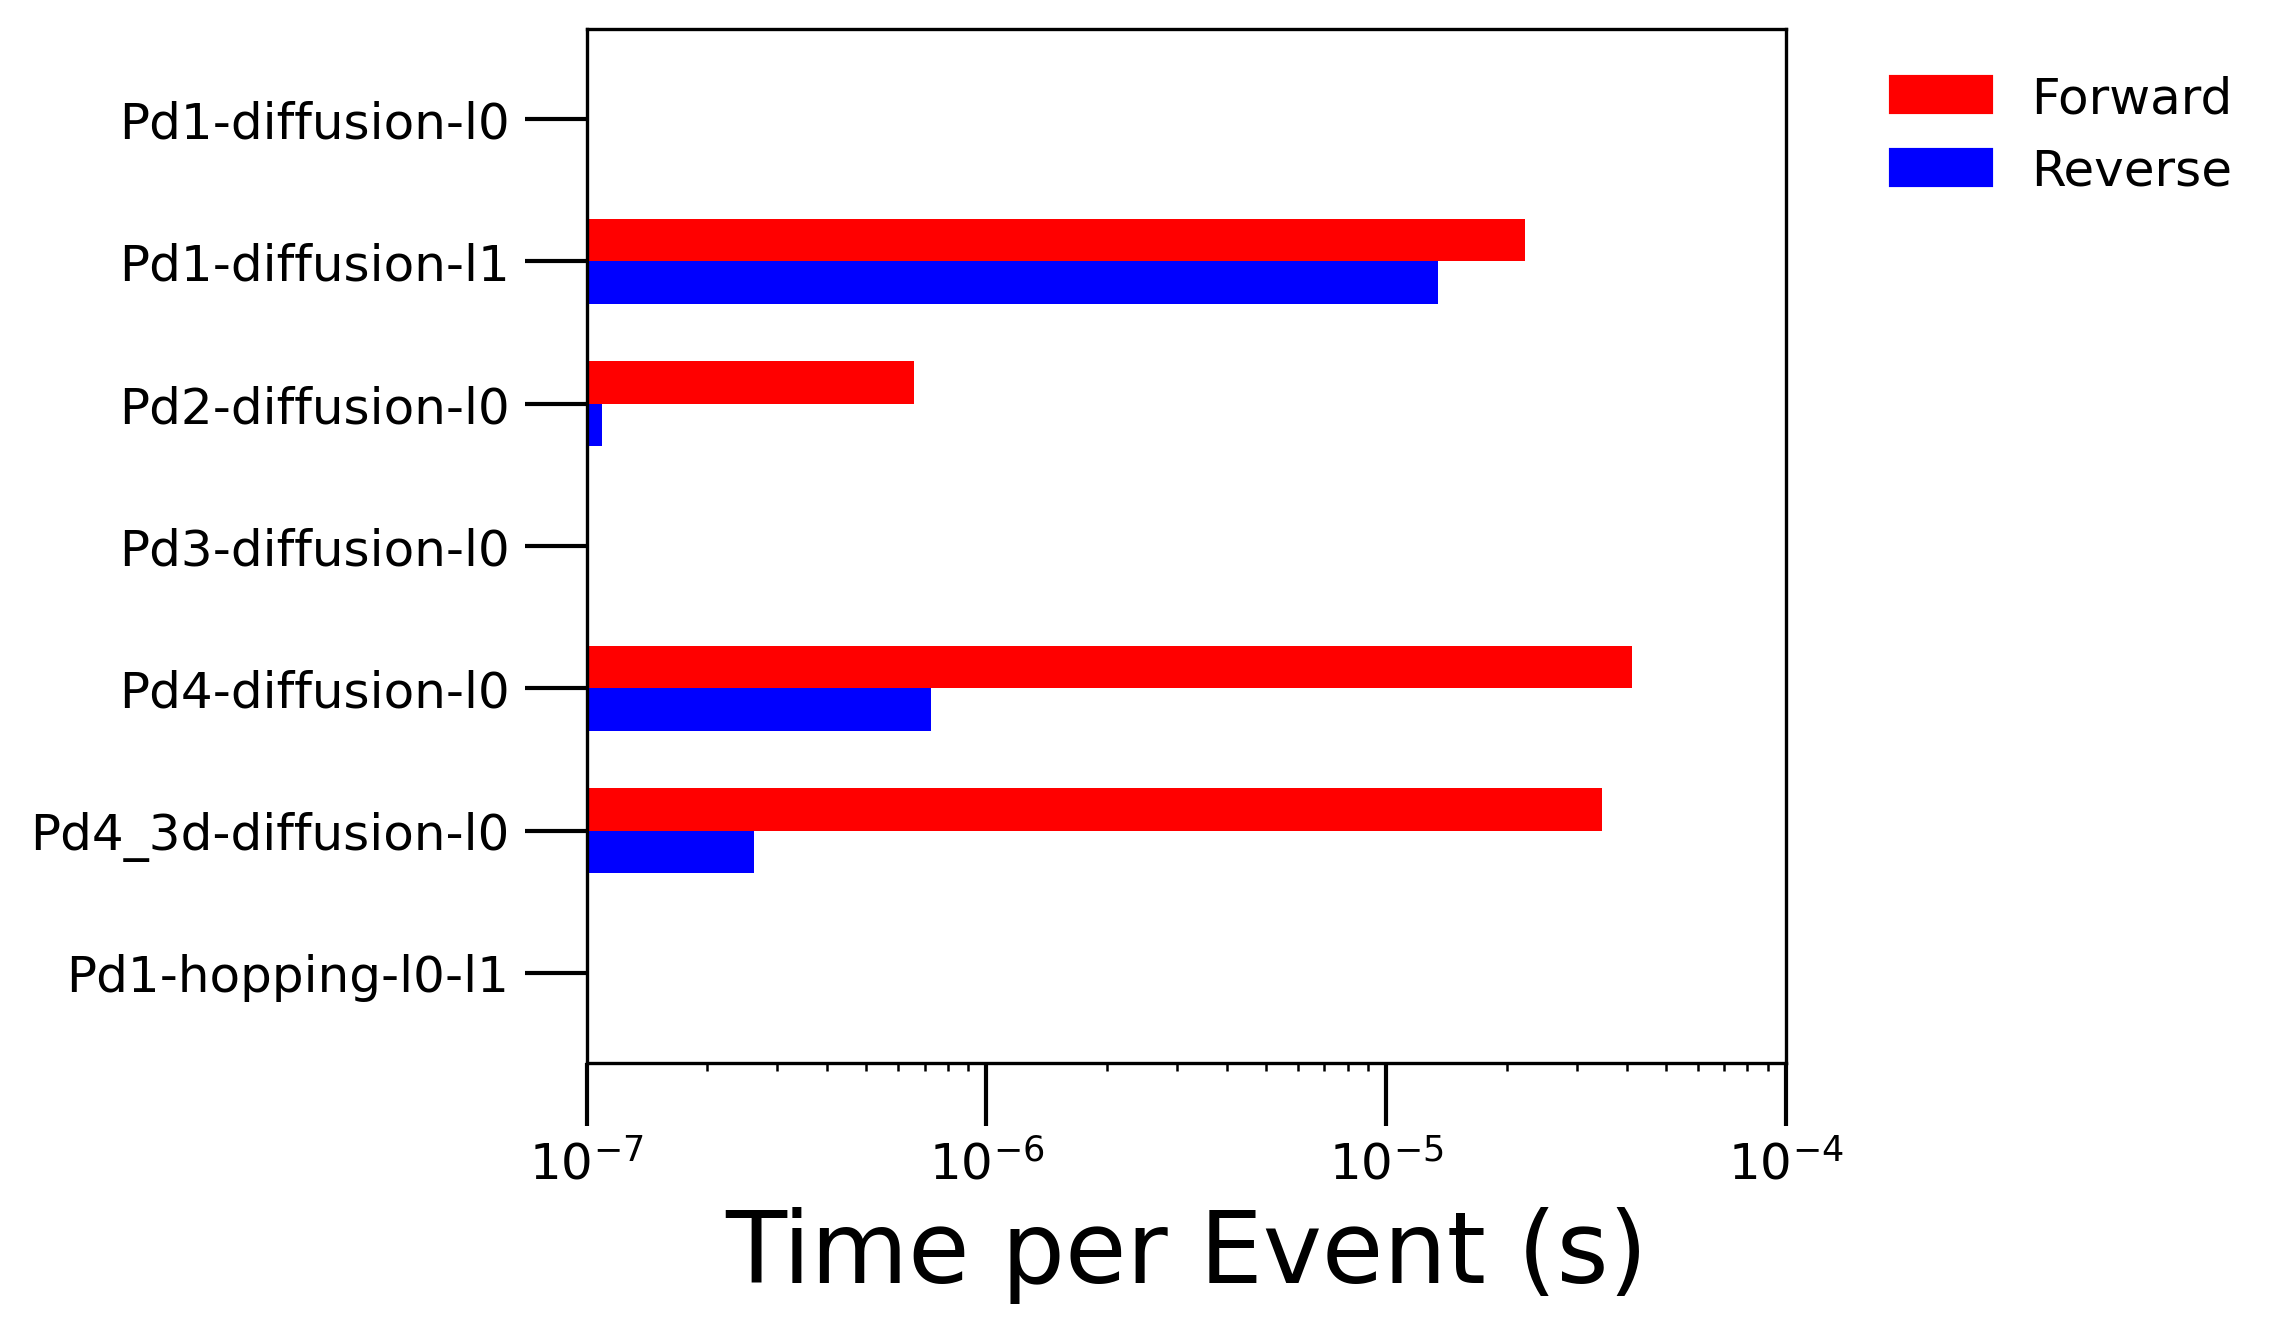 Pd1-diffusion-l0
Pd1-diffusion-l1
Pd2-diffusion-l0
Pd3-diffusion-l0
Pd4-diffusion-l0
Pd4_3d-diffusion-l0
Pd1-hopping-l0-l1
10⁻⁷ 10⁻⁶ 10⁻⁵ 10⁻⁴
Time per Event (s)
Forward
Reverse